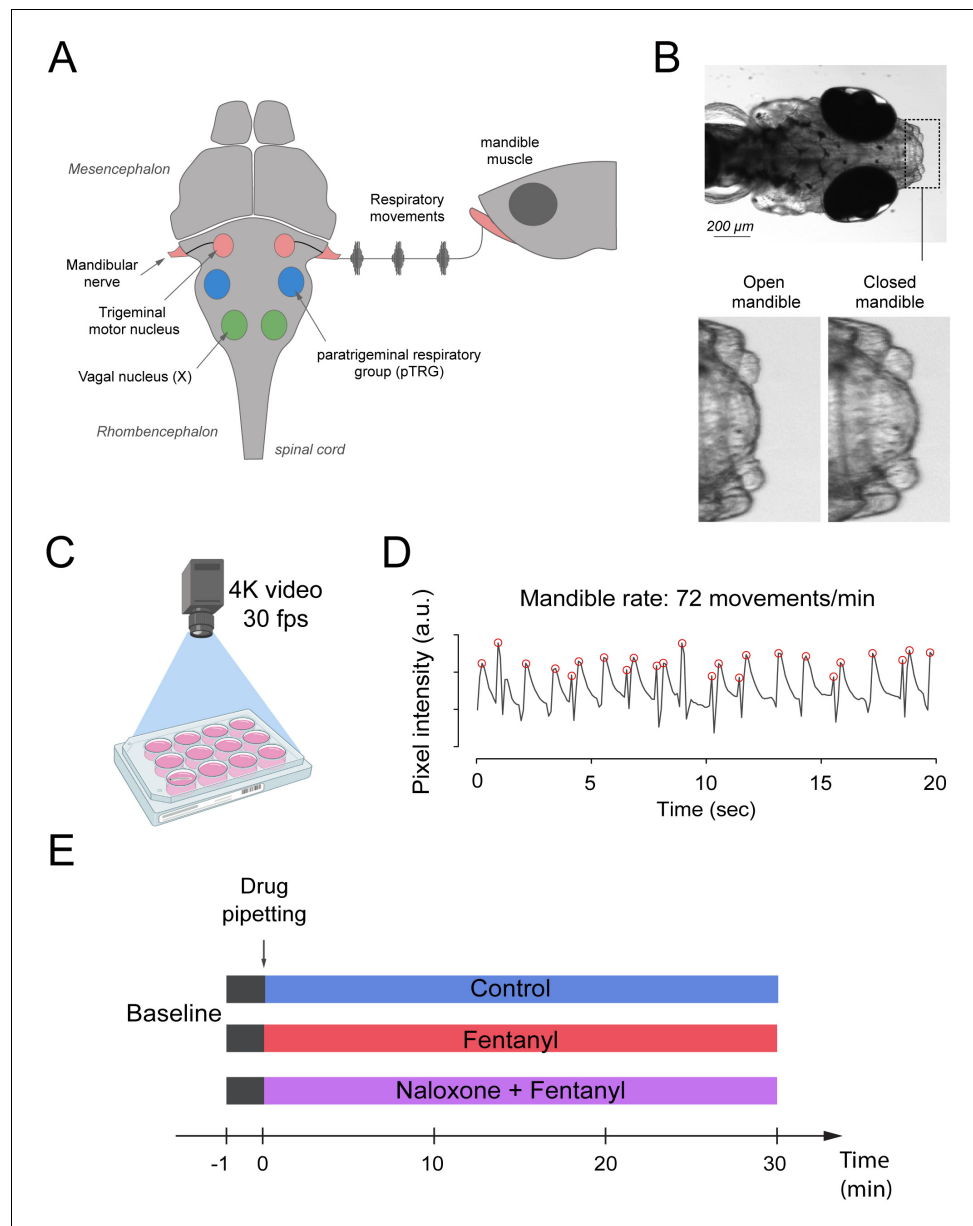 A
Mesencephalon
mandible
muscle
Respiratory
movements
Mandibular
nerve
Trigeminal
motor nucleus
Vagal nucleus (X)
paratrigeminal respiratory
group (pTRG)
Rhombencephalon
spinal cord
B
200 µm
Open
mandible
Closed
mandible
C
4K video
30 fps
D
Mandible rate: 72 movements/min
Pixel intensity (a.u.)
0
5
10
15
20
Time (sec)
E
Drug
pipetting
Baseline
Control
Fentanyl
Naloxone + Fentanyl
-1
0
10
20
30
Time
(min)